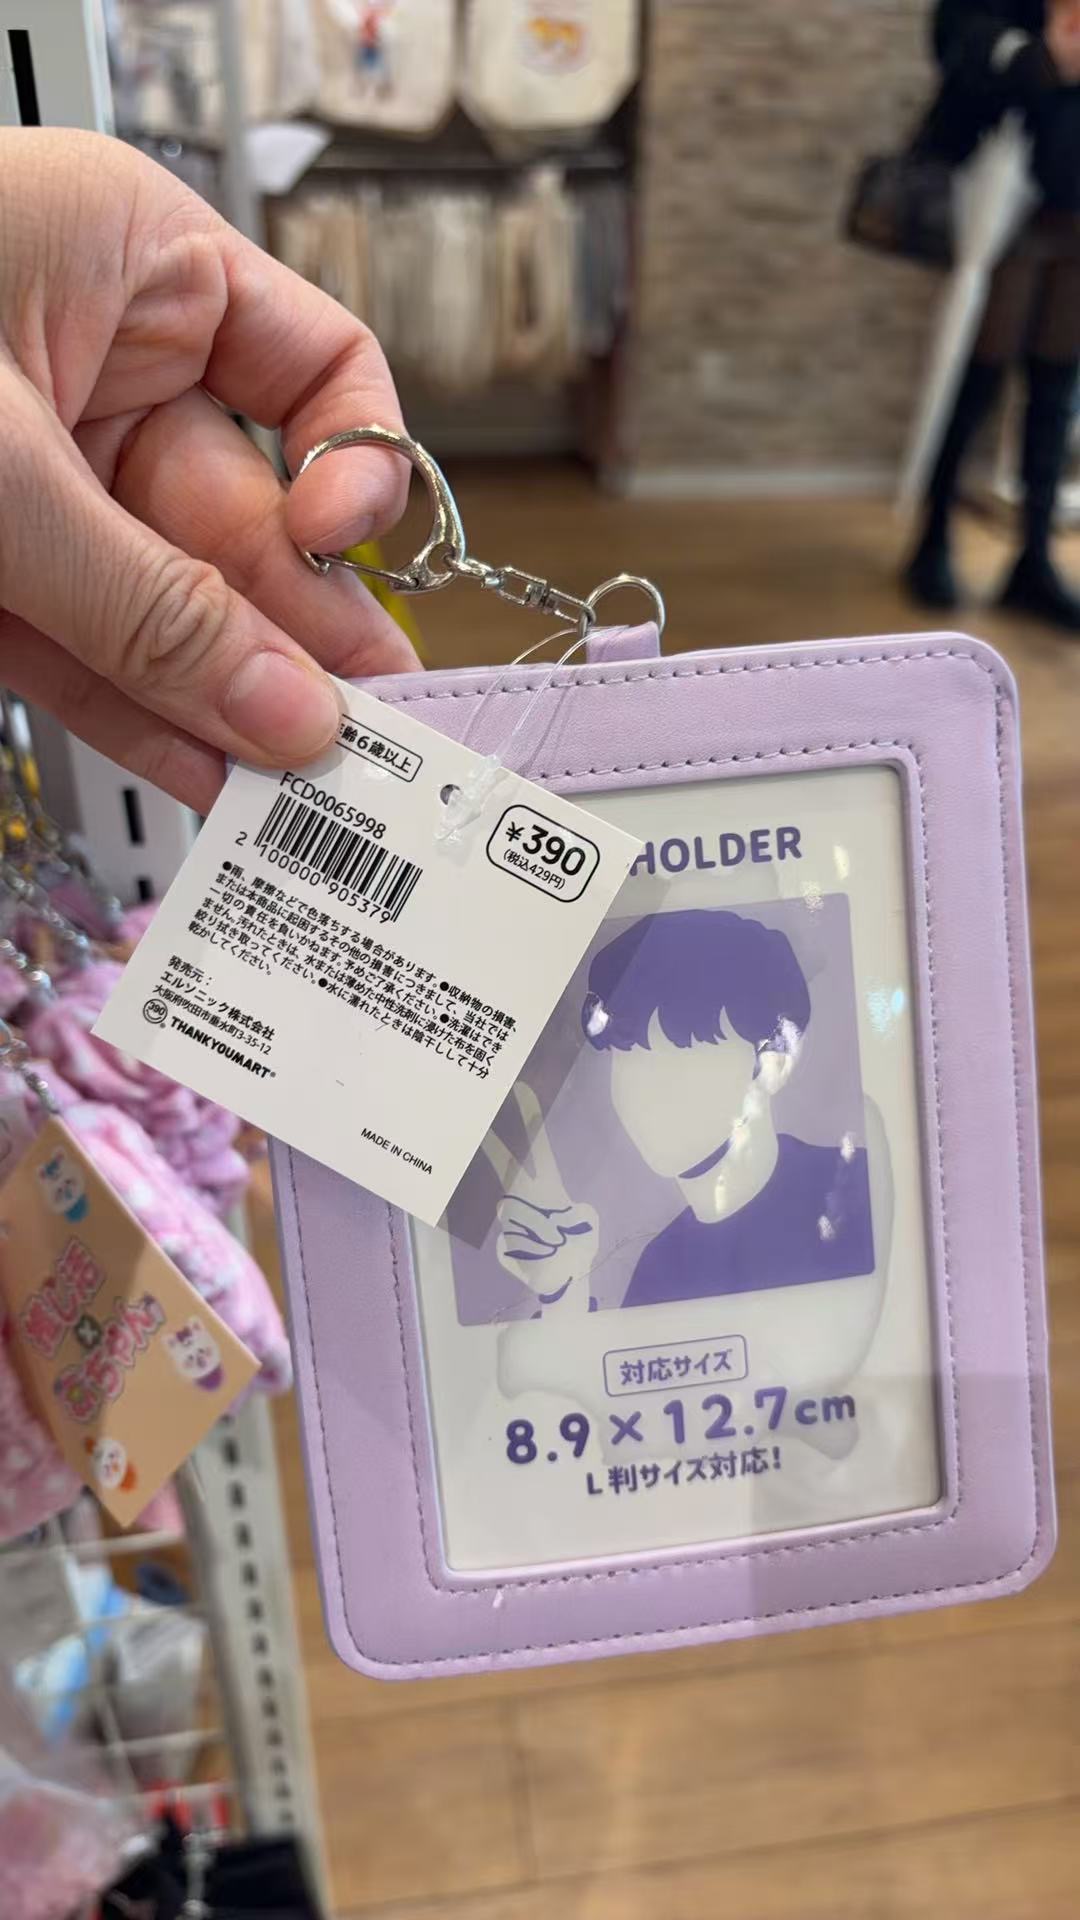 年齢6歳以上
FCD0065998
¥390
(税込429円)
2 100000 905379
●雨、摩擦などで色落ちする場合があります。●収納物の損害、
または本商品に起因するその他の損害につきまして、当社では
一切の責任を負いかねます。予めご了承ください。●洗濯はでき
ません。汚れたときは、水または薄めた中性洗剤に浸けた布を固く
絞り拭き取ってください。●水に濡れたときは陰干しして十分
乾かしてください。
発売元:
エルソニック株式会社
大阪府吹田市垂水町3-35-12
390 THANKYOUMART®
MADE IN CHINA
HOLDER
対応サイズ
8.9×12.7cm
L判サイズ対応!
推し活
×